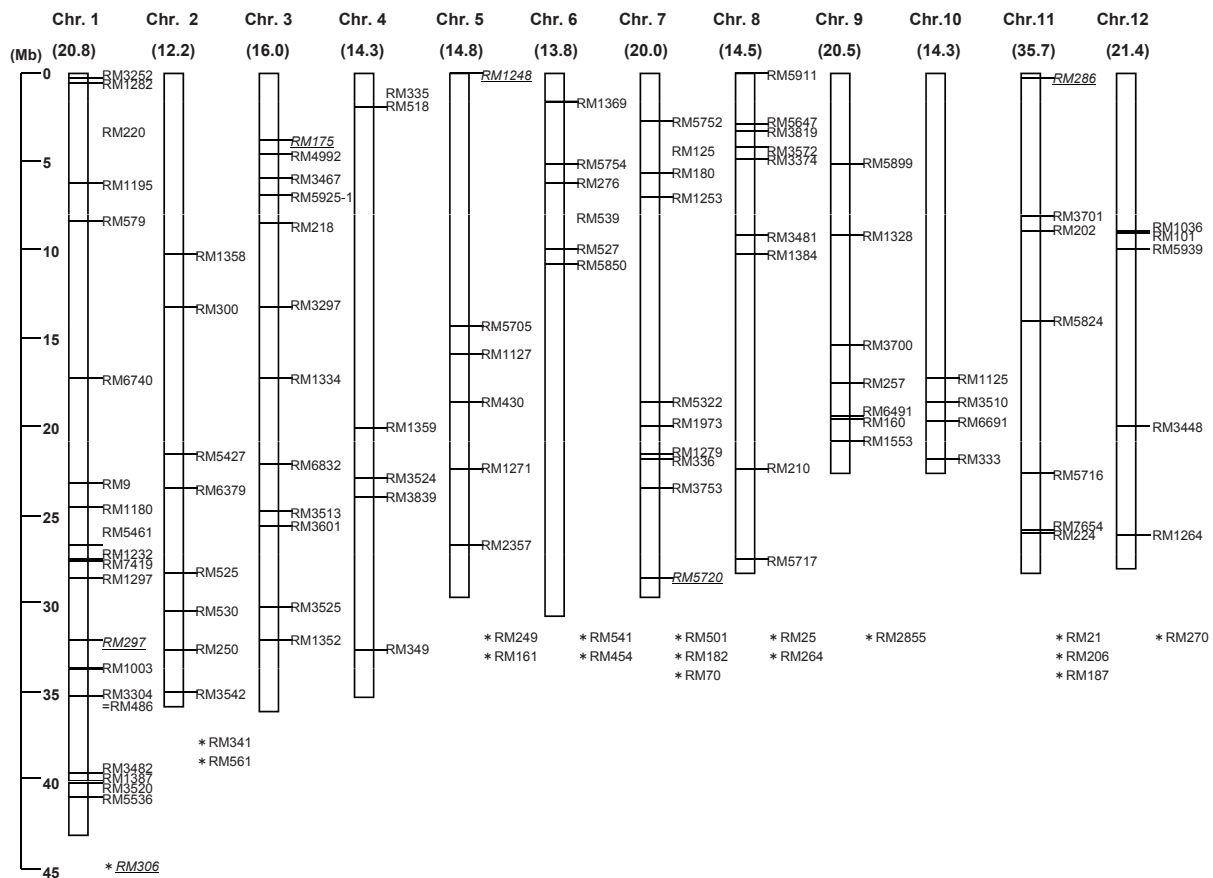 Chr. 1 Chr. 2 Chr. 3 Chr. 4 Chr. 5 Chr. 6 Chr. 7 Chr. 8 Chr. 9 Chr.10 Chr.11 Chr.12
(Mb) (20.8) (12.2) (16.0) (14.3) (14.8) (13.8) (20.0) (14.5) (20.5) (14.3) (35.7) (21.4)
0
5
10
15
20
25
30
35
40
45
RM3252
RM1282
RM220
RM1195
RM579
RM6740
RM9
RM1180
RM5461
RM1232
RM7419
RM1297
RM297
RM1003
RM3304
=RM486
RM3482
RM1387
RM3520
RM5536
* RM306
RM1358
RM300
RM5427
RM6379
RM525
RM530
RM250
RM3542
* RM341
* RM561
RM175
RM4992
RM3467
RM5925-1
RM218
RM3297
RM1334
RM6832
RM3513
RM3601
RM3525
RM1352
RM335
RM518
RM1359
RM3524
RM3839
RM349
RM1248
RM5705
RM1127
RM430
RM1271
RM2357
* RM249
* RM161
RM1369
RM5754
RM276
RM539
RM527
RM5850
* RM541
* RM454
RM5752
RM125
RM180
RM1253
RM5322
RM1973
RM1279
RM336
RM3753
RM5720
* RM501
* RM182
* RM70
RM5911
RM5647
RM3819
RM3572
RM3374
RM3481
RM1384
RM210
RM5717
* RM25
* RM264
RM5899
RM1328
RM3700
RM257
RM6491
RM160
RM1553
* RM2855
RM1125
RM3510
RM6691
RM333
RM286
RM3701
RM202
RM5824
RM5716
RM7654
RM224
* RM21
* RM206
* RM187
RM1036
RM101
RM5939
RM3448
RM1264
* RM270